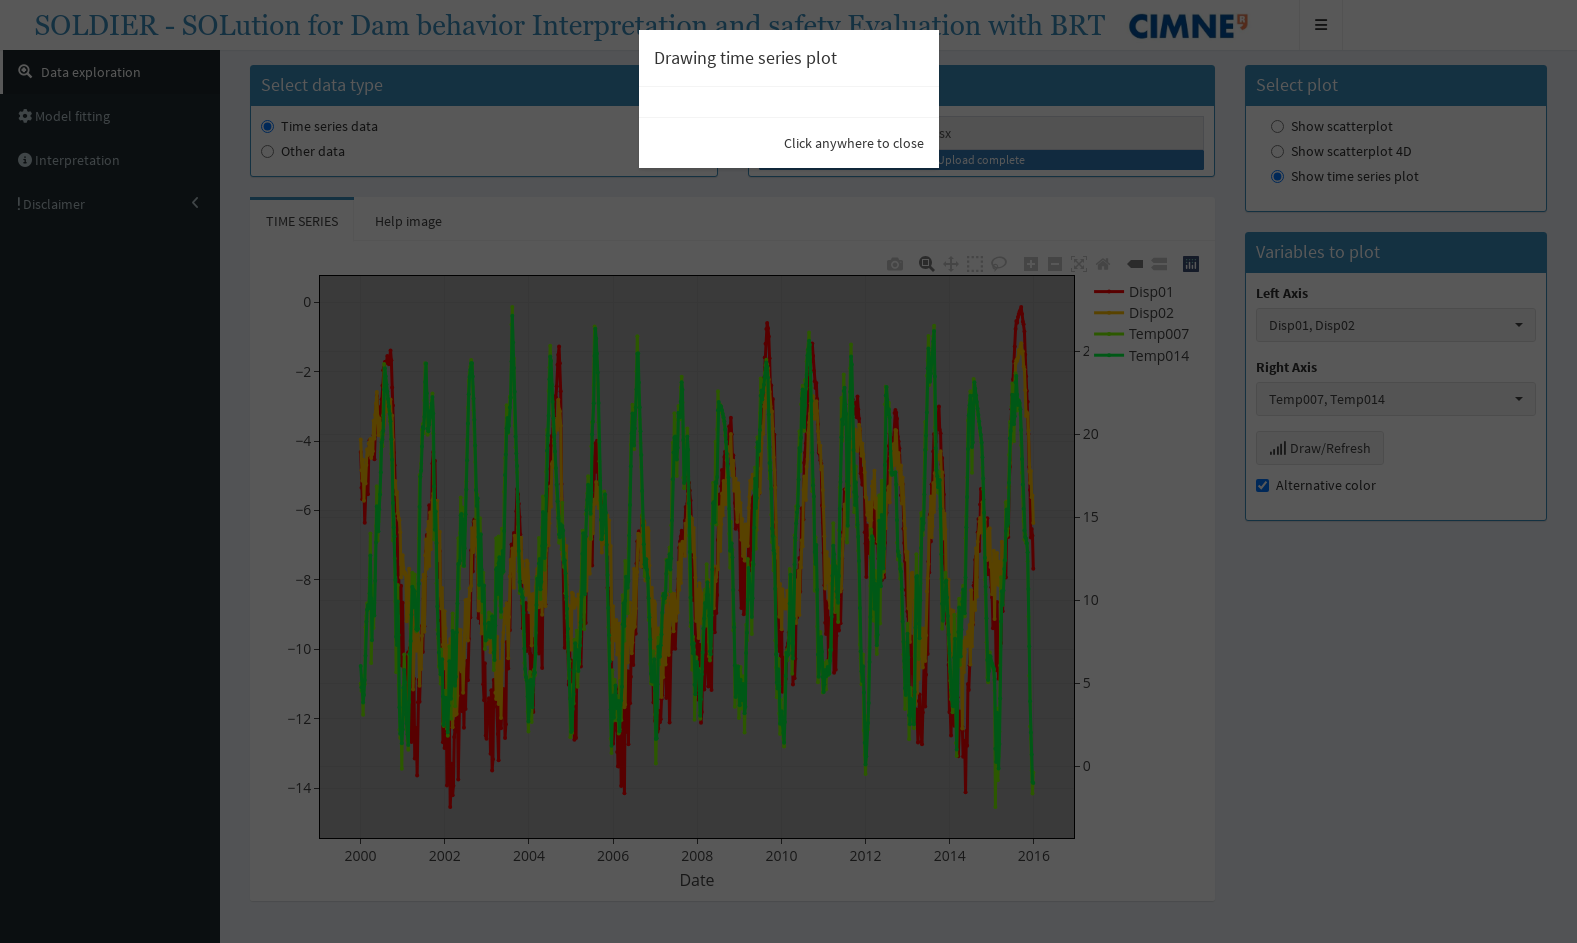 SOLDIER - SOLution for Dam behavior Interpretation and safety Evaluation with BRT
CIMNE
Drawing time series plot
Click anywhere to close
Data exploration
Model fitting
Interpretation
Disclaimer
Select data type
Time series data
Other data
sx
Upload complete
Select plot
Show scatterplot
Show scatterplot 4D
Show time series plot
TIME SERIES
Help image
Disp01
Disp02
Temp007
Temp014
0
−2
−4
−6
−8
−10
−12
−14
2
20
15
10
5
0
2000
2002
2004
2006
2008
2010
2012
2014
2016
Date
Variables to plot
Left Axis
Disp01, Disp02
Right Axis
Temp007, Temp014
Draw/Refresh
Alternative color